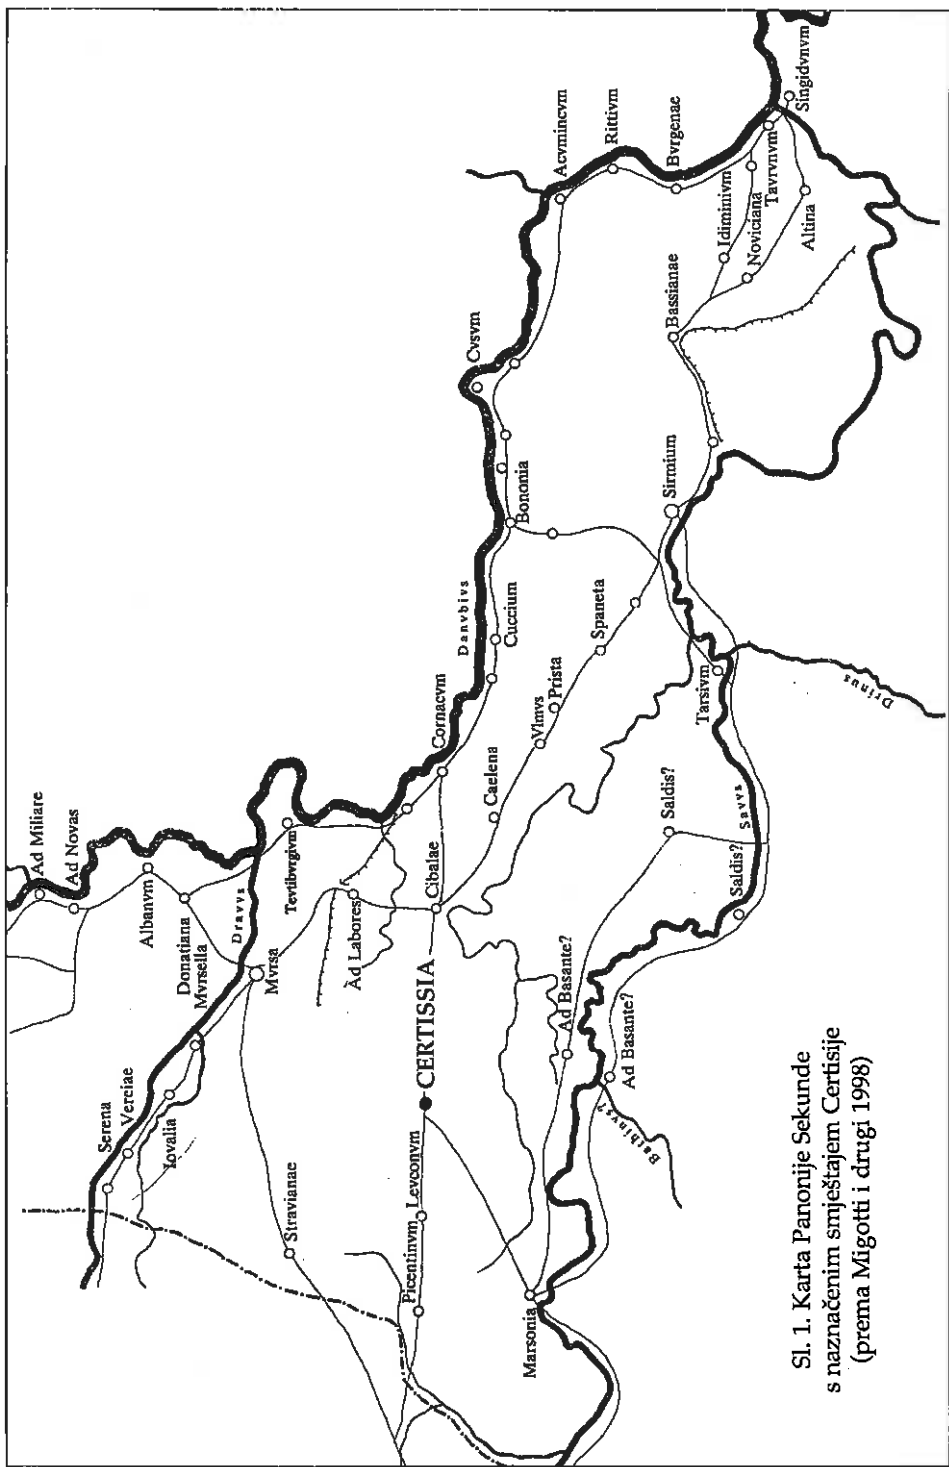 Ad Miliare
Ad Novas
Albanvm
Donatiana
Mvrsella
Dravvs
Serena
Vereiae
Iovalia
Mvrsa
Tevtibvrgivm
Ad Labores
Cornacvm
Danvbivs
Cibalae
Caelena
Cuccium
Bononia
Cvsvm
Acvmincvm
Rittivm
Bvrgenae
Idiminivm
Noviciana
Tavrvnvm
Singidvnvm
Altina
Bassianae
Sirmium
Spaneta
Prista
Vlmvs
Tarsivm
Drinus
Savvs
Saldis?
Saldis?
Ad Basante?
Ad Basante?
Bathinvs?
CERTISSIA
Stravianae
Levconvm
Picentinvm
Marsonia
Sl. 1. Karta Panonije Sekunde
s naznačenim smještajem Certisije
(prema Migotti i drugi 1998)